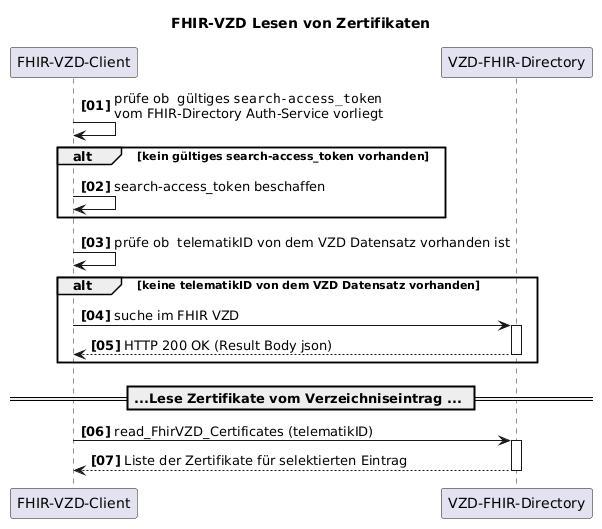 FHIR-VZD Lesen von Zertifikaten
FHIR-VZD-Client
VZD-FHIR-Directory
[01] prüfe ob  gültiges search-access_token
vom FHIR-Directory Auth-Service vorliegt
alt [kein gültiges search-access_token vorhanden]
[02] search-access_token beschaffen
[03] prüfe ob  telematikID von dem VZD Datensatz vorhanden ist
alt [keine telematikID von dem VZD Datensatz vorhanden]
[04] suche im FHIR VZD
[05] HTTP 200 OK (Result Body json)
...Lese Zertifikate vom Verzeichniseintrag ...
[06] read_FhirVZD_Certificates (telematikID)
[07] Liste der Zertifikate für selektierten Eintrag
FHIR-VZD-Client
VZD-FHIR-Directory